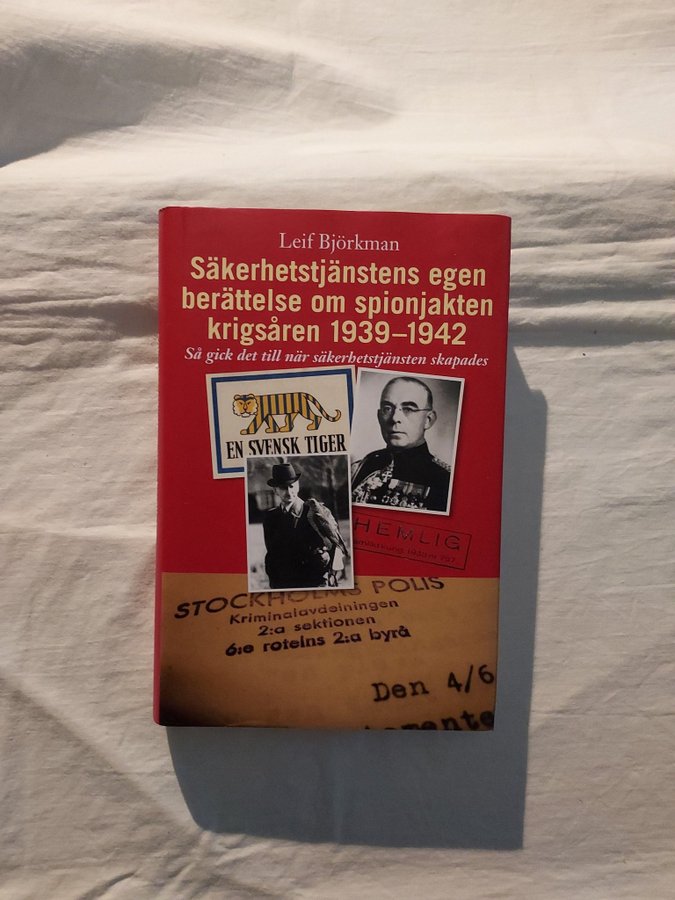 Leif Björkman
Säkerhetstjänstens egen
berättelse om spionjakten
krigsåren 1939–1942
Så gick det till när säkerhetstjänsten skapades
EN SVENSK TIGER
HEMLIG
STOCKHOLMS POLIS
Kriminalavdelningen
2:a sektionen
6:e rotelns 2:a byrå
Den 4/6